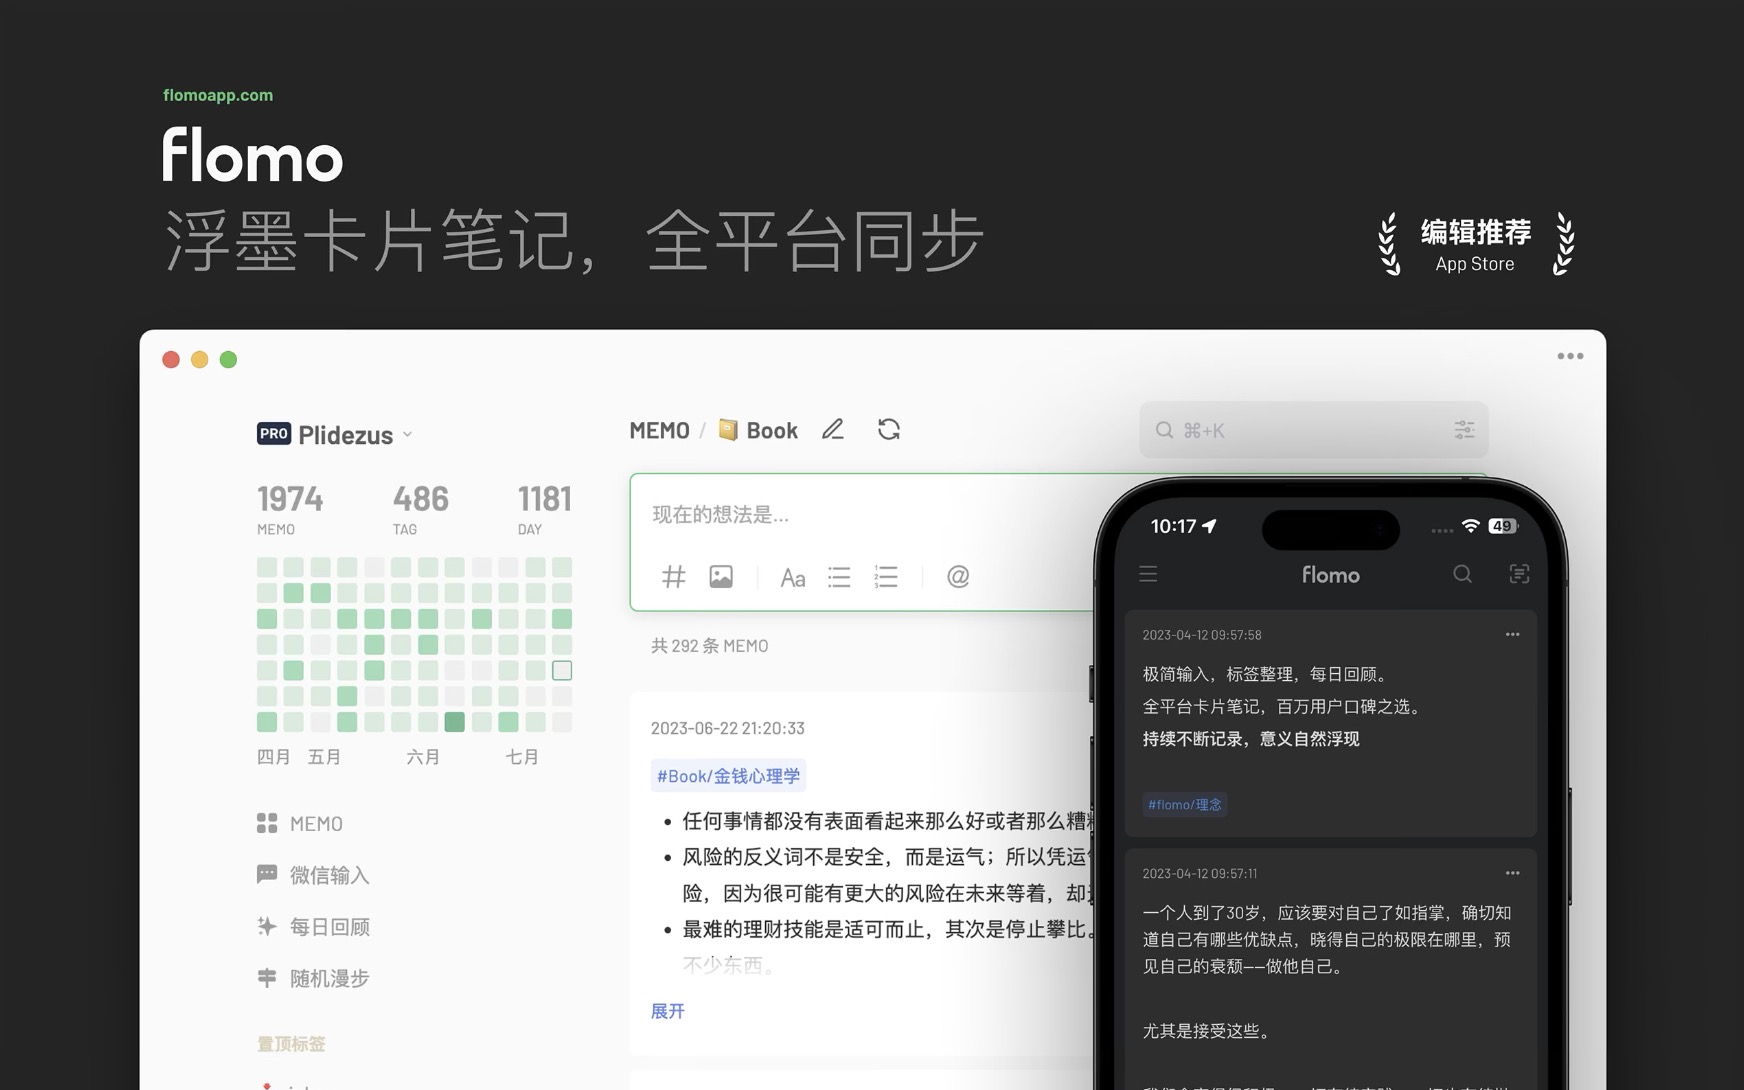 flomoapp.com
flomo
浮墨卡片笔记，全平台同步
编辑推荐
App Store
PRO Plidezus
1974 486 1181
MEMO TAG DAY
四月 五月 六月 七月
MEMO
微信输入
每日回顾
随机漫步
置顶标签
MEMO / Book
⌘+K
现在的想法是...
Aa
共 292 条 MEMO
2023-06-22 21:20:33
#Book/金钱心理学
• 任何事情都没有表面看起来那么好或者那么糟
• 风险的反义词不是安全，而是运气；所以凭运
险，因为很可能有更大的风险在未来等着，却
• 最难的理财技能是适可而止，其次是停止攀比。
不少东西。
展开
10:17 49
flomo
2023-04-12 09:57:58
极简输入，标签整理，每日回顾。
全平台卡片笔记，百万用户口碑之选。
持续不断记录，意义自然浮现
#flomo/理念
2023-04-12 09:57:11
一个人到了30岁，应该要对自己了如指掌，确切知
道自己有哪些优缺点，晓得自己的极限在哪里，预
见自己的衰颓——做他自己。
尤其是接受这些。